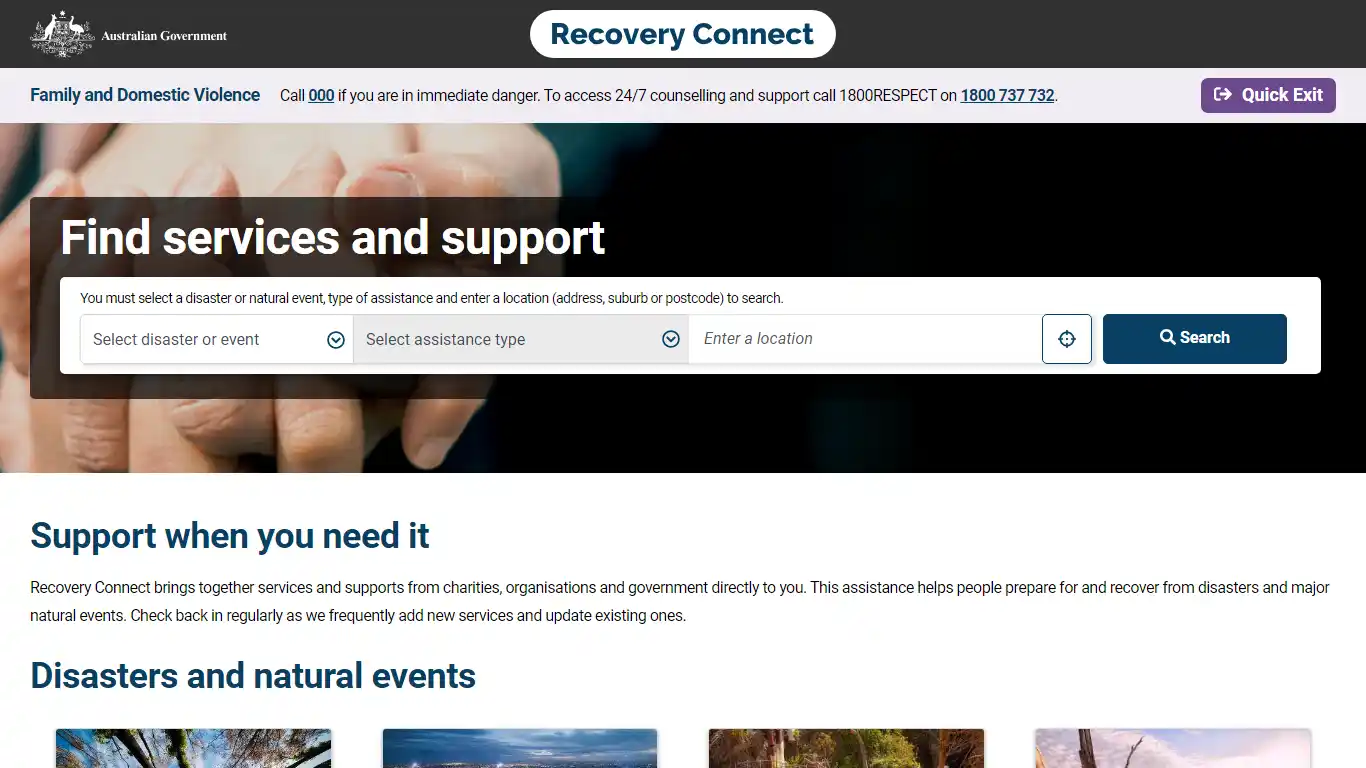 Australian Government
Recovery Connect
Family and Domestic Violence
Call 000 if you are in immediate danger. To access 24/7 counselling and support call 1800RESPECT on 1800 737 732.
Quick Exit
Find services and support
You must select a disaster or natural event, type of assistance and enter a location (address, suburb or postcode) to search.
Select disaster or event
Select assistance type
Enter a location
Search
Support when you need it
Recovery Connect brings together services and supports from charities, organisations and government directly to you. This assistance helps people prepare for and recover from disasters and major
natural events. Check back in regularly as we frequently add new services and update existing ones.
Disasters and natural events